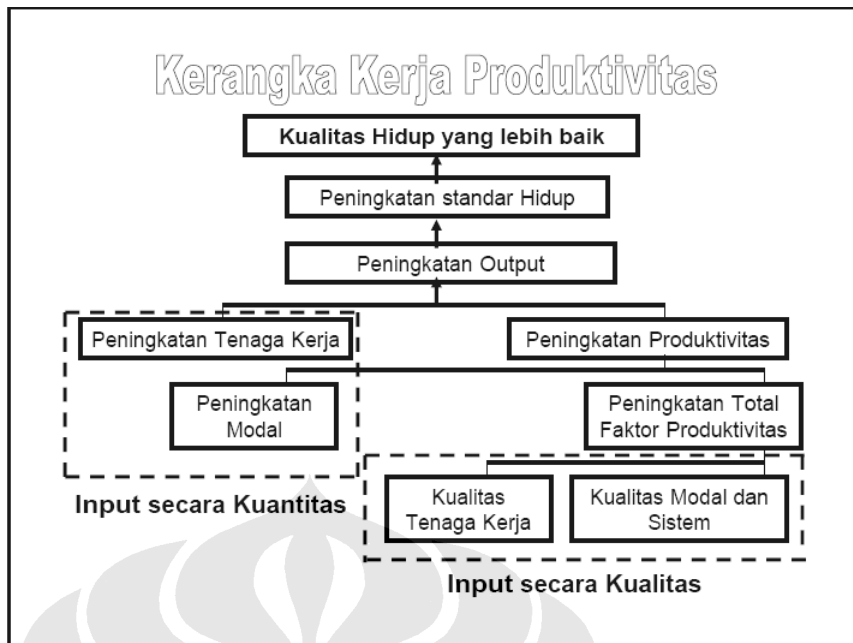 Kerangka Kerja Produktivitas
Kualitas Hidup yang lebih baik
Peningkatan standar Hidup
Peningkatan Output
Peningkatan Tenaga Kerja
Peningkatan Produktivitas
Peningkatan
Modal
Peningkatan Total
Faktor Produktivitas
Input secara Kuantitas
Kualitas
Tenaga Kerja
Kualitas Modal dan
Sistem
Input secara Kualitas